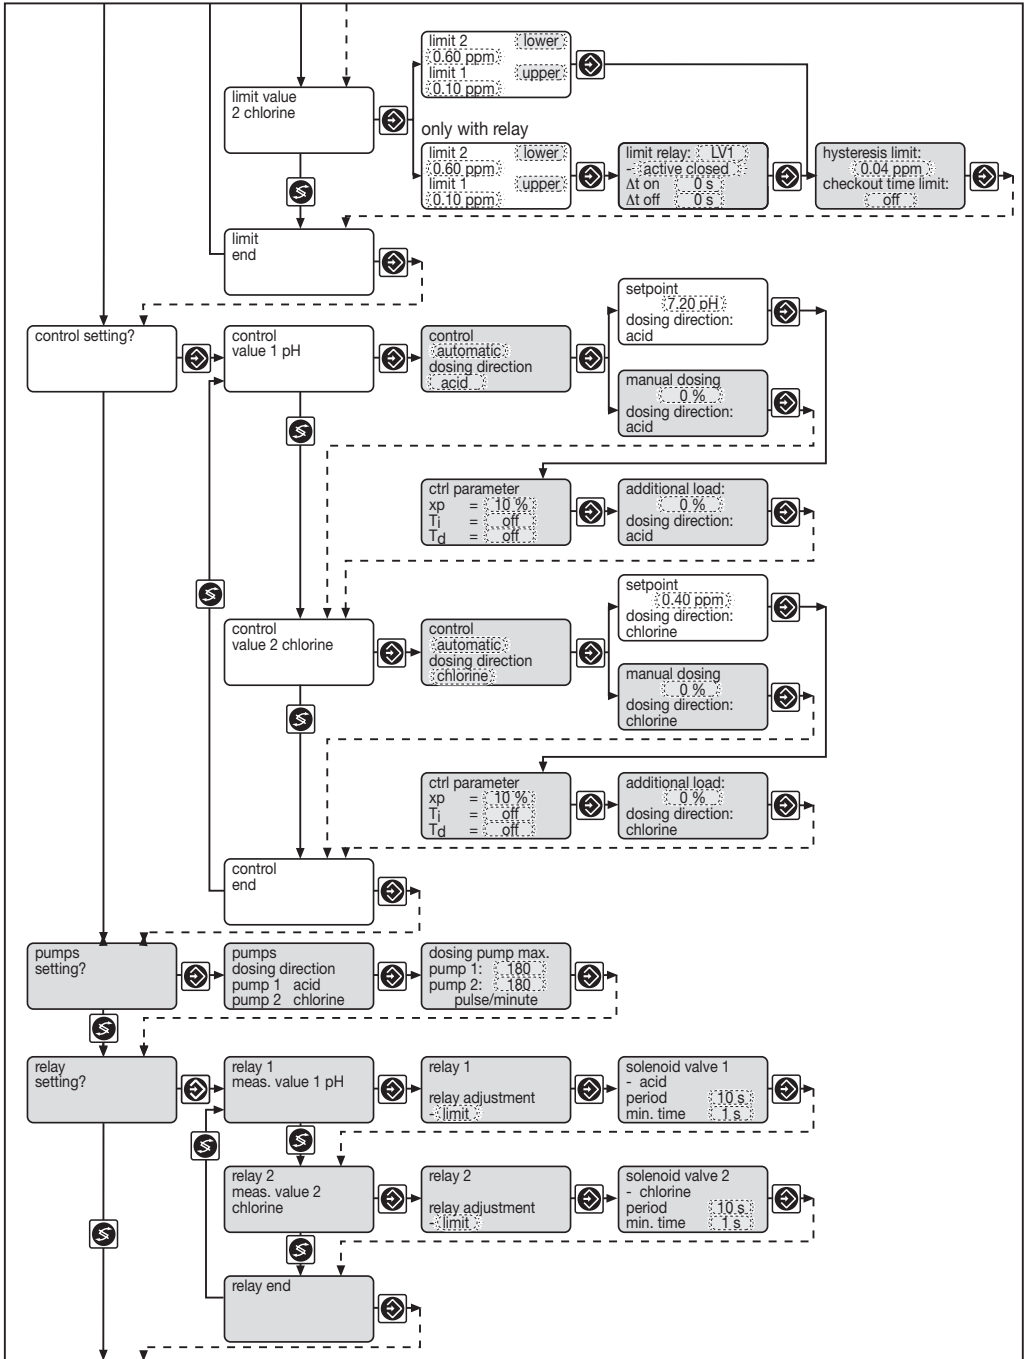 limit 2 lower
0.60 ppm
limit 1 upper
0.10 ppm
limit value
2 chlorine
only with relay
limit 2 lower
0.60 ppm
limit 1 upper
0.10 ppm
limit relay: LV1
- active closed
Δt on 0 s
Δt off 0 s
hysteresis limit:
0.04 ppm
checkout time limit:
off
limit
end
control setting?
control
value 1 pH
control
automatic
dosing direction
acid
setpoint
7.20 pH
dosing direction:
acid
manual dosing
0 %
dosing direction:
acid
ctrl parameter
xp = 10 %
Ti = off
Td = off
additional load:
0 %
dosing direction:
acid
control
value 2 chlorine
control
automatic
dosing direction
chlorine
setpoint
0.40 ppm
dosing direction:
chlorine
manual dosing
0 %
dosing direction:
chlorine
ctrl parameter
xp = 10 %
Ti = off
Td = off
additional load:
0 %
dosing direction:
chlorine
control
end
pumps
setting?
pumps
dosing direction
pump 1 acid
pump 2 chlorine
dosing pump max.
pump 1: 180
pump 2: 180
pulse/minute
relay
setting?
relay 1
meas. value 1 pH
relay 1
relay adjustment
- limit
solenoid valve 1
- acid
period 10 s
min. time 1 s
relay 2
meas. value 2
chlorine
relay 2
relay adjustment
- limit
solenoid valve 2
- chlorine
period 10 s
min. time 1 s
relay end